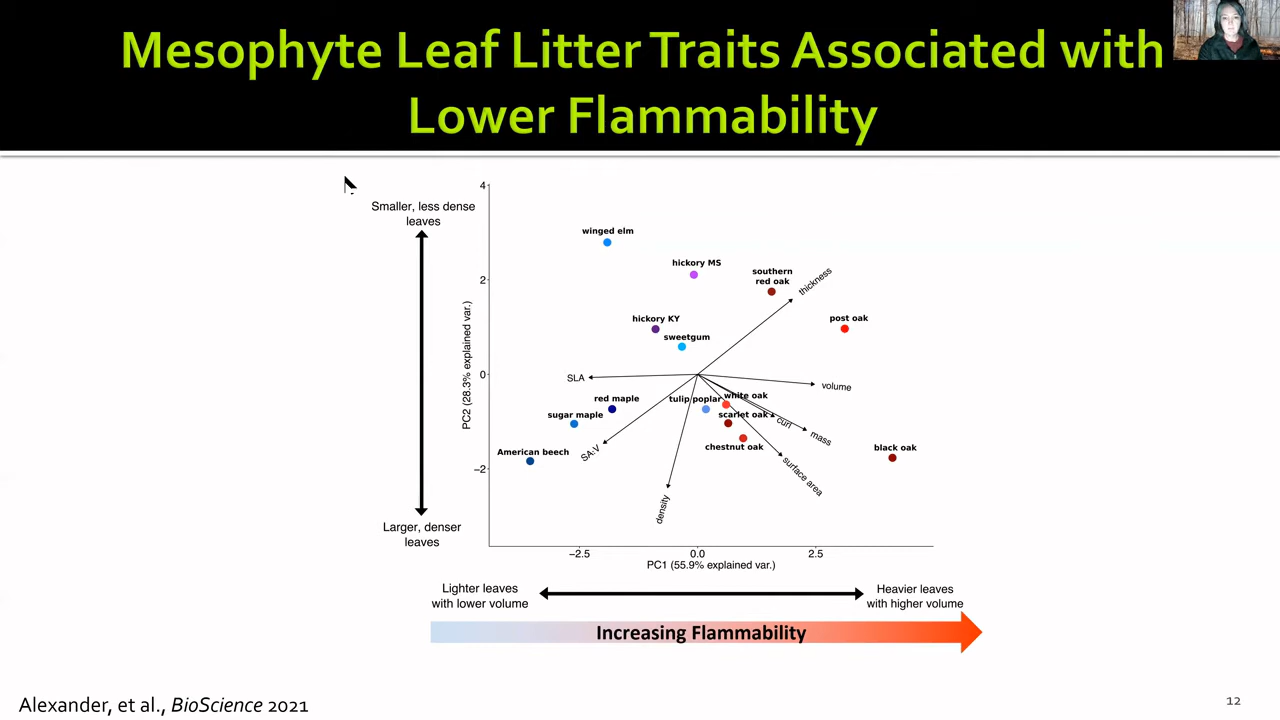 Mesophyte Leaf Litter Traits Associated with
Lower Flammability
Smaller, less dense
leaves
Larger, denser
leaves
4
2
0
−2
PC2 (28.3% explained var.)
winged elm
hickory MS
southern
red oak
thickness
hickory KY
post oak
sweetgum
SLA
volume
red maple
tulip poplar
white oak
sugar maple
scarlet oak
curl
mass
American beech
SA:V
chestnut oak
black oak
surface area
density
−2.5
0.0
2.5
PC1 (55.9% explained var.)
Lighter leaves
with lower volume
Heavier leaves
with higher volume
Increasing Flammability
Alexander, et al., BioScience 2021
12